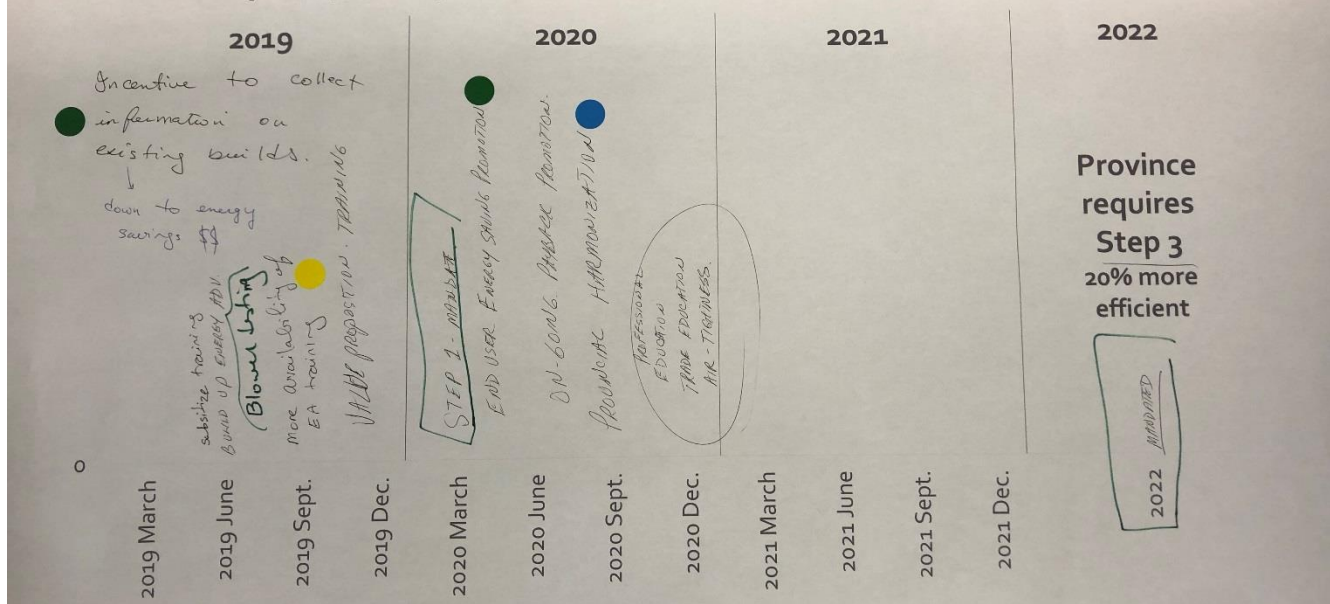 2019
2020
2021
2022
Incentive to collect
information on
existing builds.
down to energy
savings $$
subsitize training
BUILD UP ENERGY ADV.
Blower testing
more availability of
EA training
VALUE PROPOSITION. TRAINING
STEP 1 - MANDATE
END USER ENERGY SAVING PROMOTION
ON-GOING PAYBACK PROMOTION.
PROVINCIAL HARMONIZATION
PROFESSIONAL
EDUCATION
TRADE EDUCATION
AIR-TIGHTNESS.
Province
requires
Step 3
20% more
efficient
2022 MANDATED
0
2019 March
2019 June
2019 Sept.
2019 Dec.
2020 March
2020 June
2020 Sept.
2020 Dec.
2021 March
2021 June
2021 Sept.
2021 Dec.